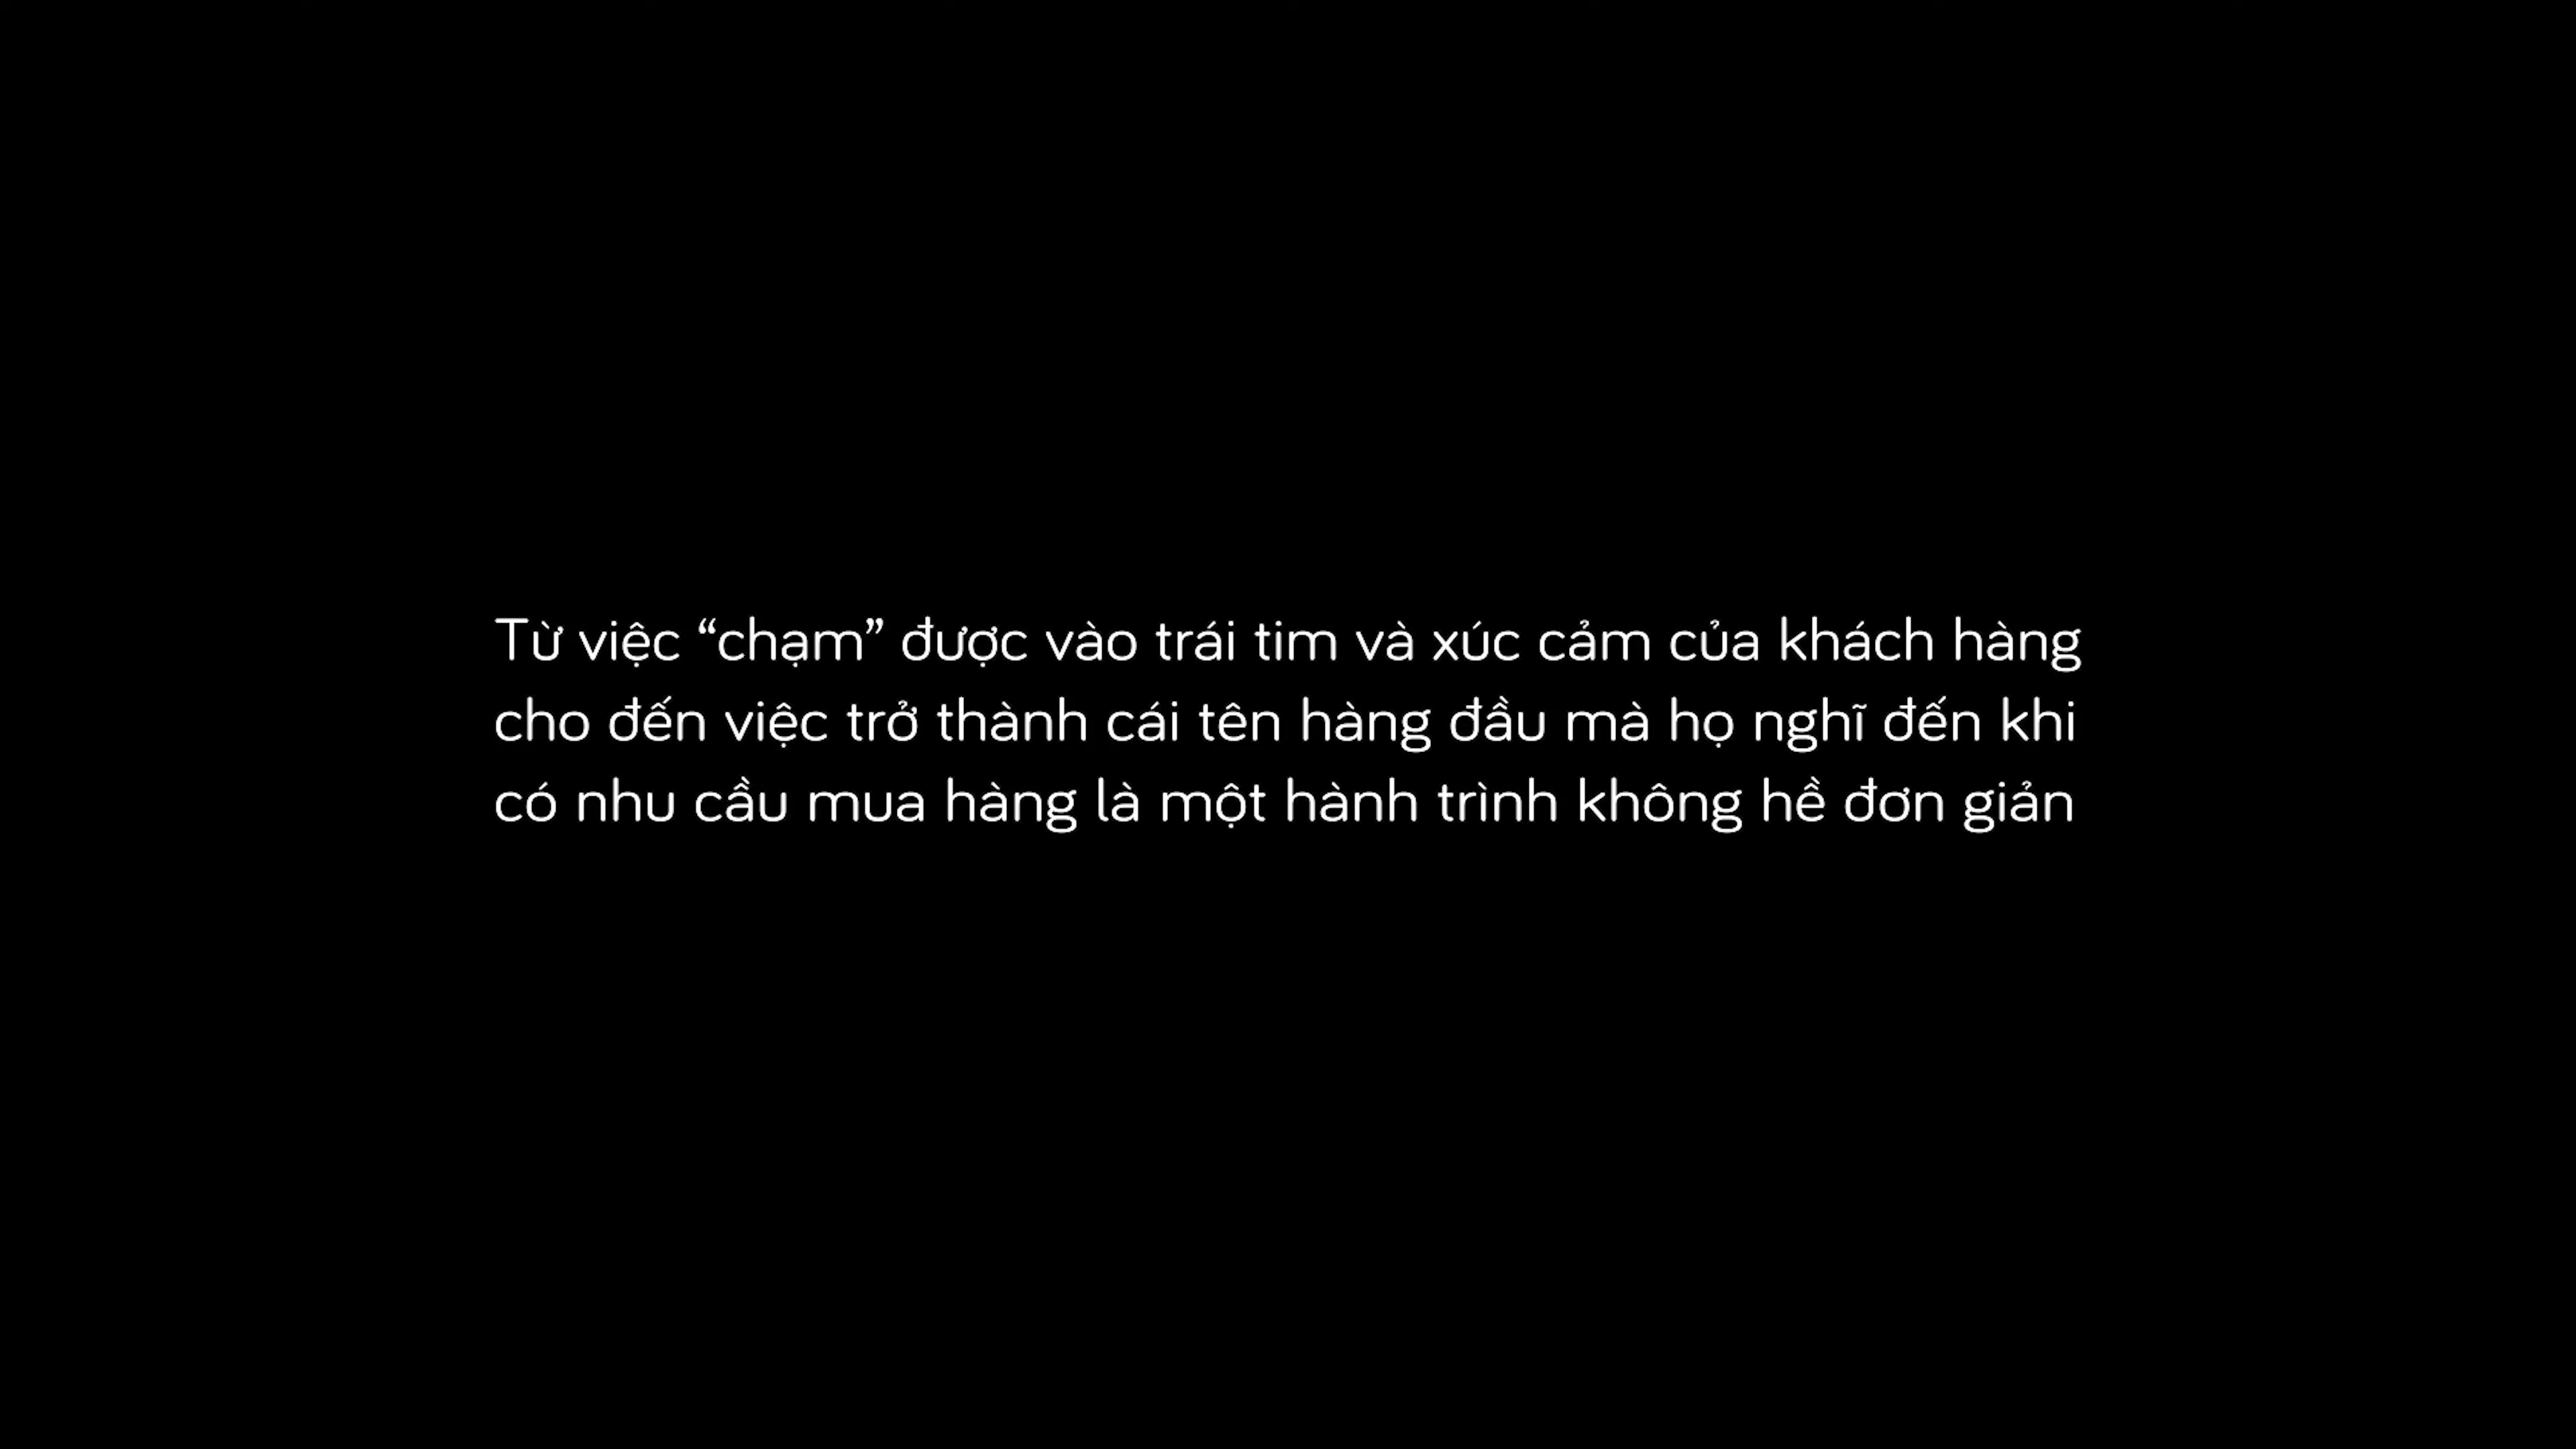 Từ việc “chạm” được vào trái tim và xúc cảm của khách hàng
cho đến việc trở thành cái tên hàng đầu mà họ nghĩ đến khi
có nhu cầu mua hàng là một hành trình không hề đơn giản